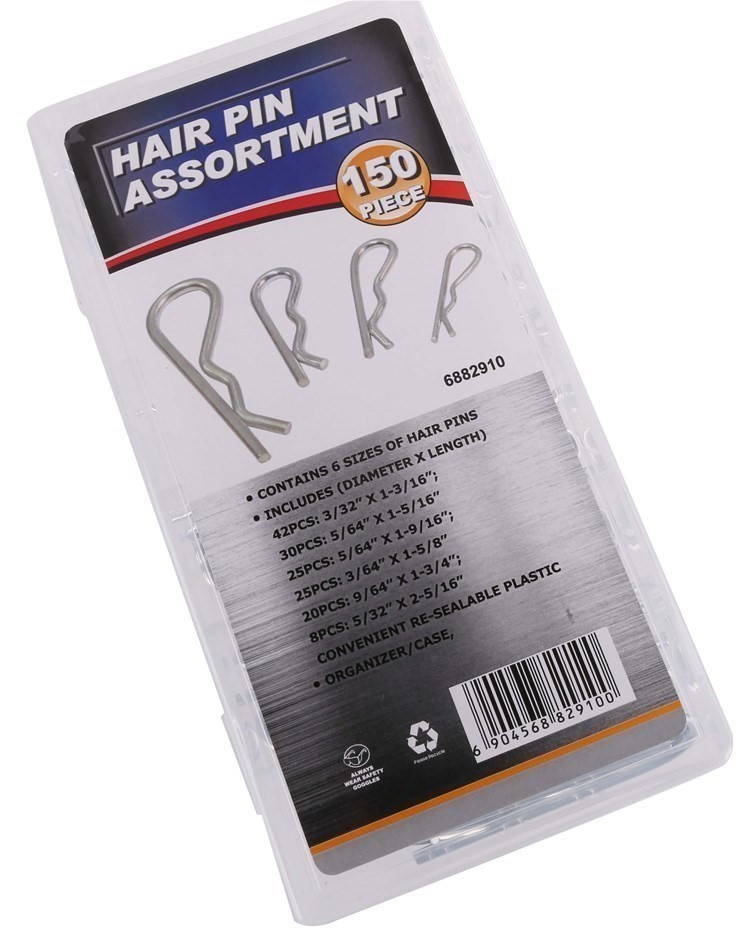 HAIR PIN
ASSORTMENT
150
PIECE
6882910
• CONTAINS 6 SIZES OF HAIR PINS
• INCLUDES (DIAMETER X LENGTH)
42PCS: 3/32" X 1-3/16";
30PCS: 5/64" X 1-5/16"
25PCS: 5/64" X 1-9/16";
25PCS: 3/64" X 1-5/8"
20PCS: 9/64" X 1-3/4";
8PCS: 5/32" X 2-5/16"
CONVENIENT RE-SEALABLE PLASTIC
• ORGANIZER/CASE,
6 904568 829100
ALWAYS
WEAR SAFETY
GOGGLES
Please Recycle